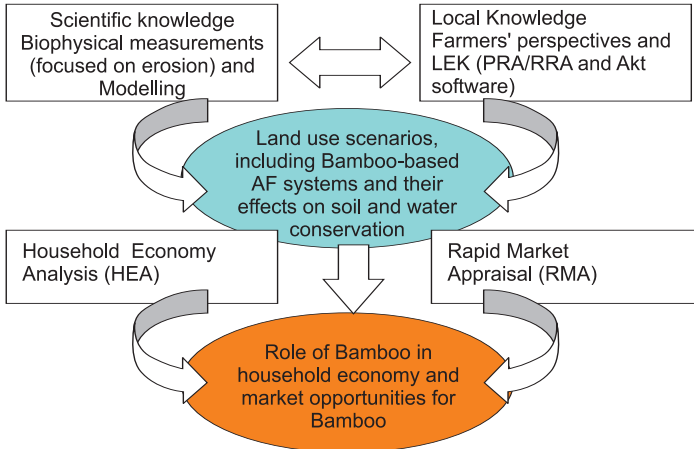 Scientific knowledge
Biophysical measurements
(focused on erosion) and
Modelling
Local Knowledge
Farmers' perspectives and
LEK (PRA/RRA and Akt
software)
Land use scenarios,
including Bamboo-based
AF systems and their
effects on soil and water
conservation
Household Economy
Analysis (HEA)
Rapid Market
Appraisal (RMA)
Role of Bamboo in
household economy and
market opportunities for
Bamboo